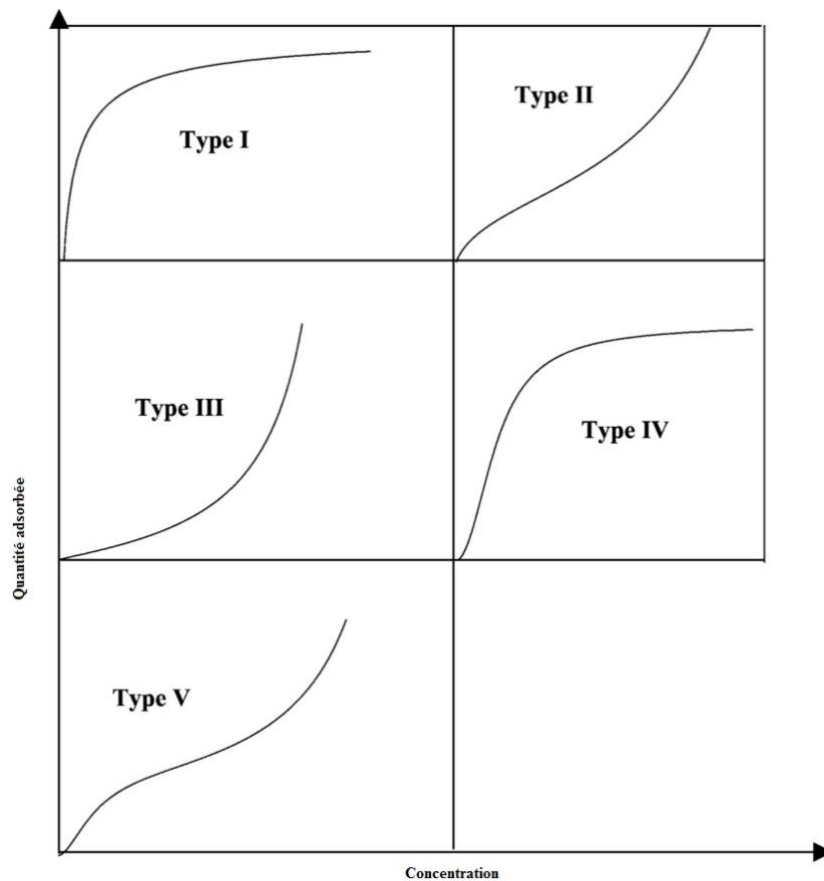 Type I
Type II
Type III
Type IV
Quantité adsorbée
Type V
Concentration